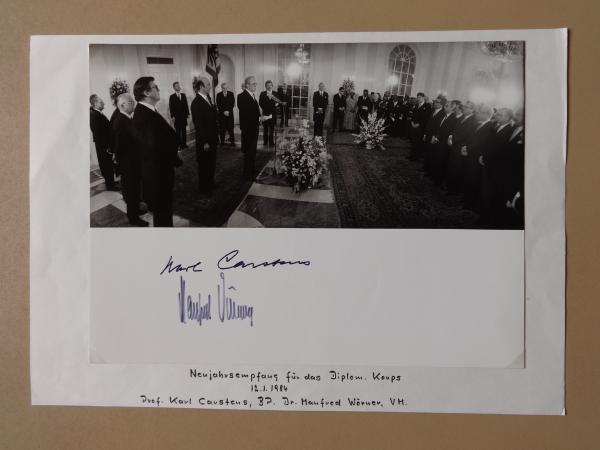 Karl Carstens
Manfred Wörner
Neujahrsempfang für das Diplom. Korps
12.1.1984
Prof. Karl Carstens, BP. Dr. Manfred Wörner, VM.